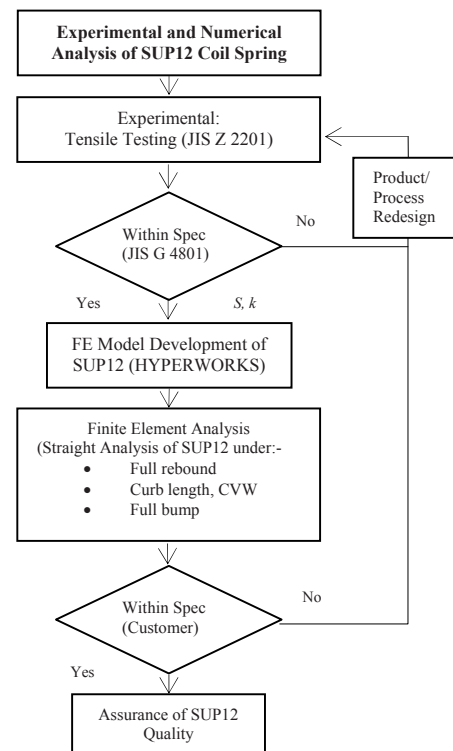 Experimental and Numerical
Analysis of SUP12 Coil Spring
Experimental:
Tensile Testing (JIS Z 2201)
Product/
Process
Redesign
Within Spec
(JIS G 4801)
No
Yes
S, k
FE Model Development of
SUP12 (HYPERWORKS)
Finite Element Analysis
(Straight Analysis of SUP12 under:-
• Full rebound
• Curb length, CVW
• Full bump
Within Spec
(Customer)
No
Yes
Assurance of SUP12
Quality